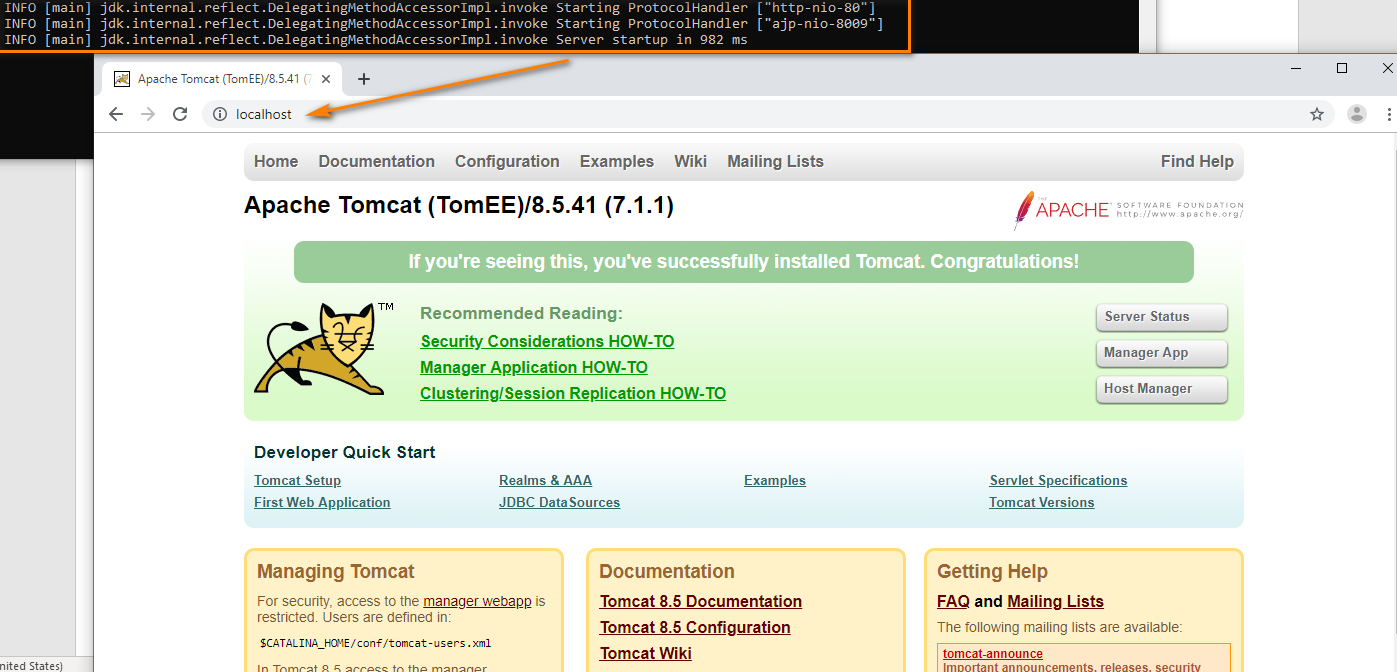 INFO [main] jdk.internal.reflect.DelegatingMethodAccessorImpl.invoke Starting ProtocolHandler ["http-nio-80"]
INFO [main] jdk.internal.reflect.DelegatingMethodAccessorImpl.invoke Starting ProtocolHandler ["ajp-nio-8009"]
INFO [main] jdk.internal.reflect.DelegatingMethodAccessorImpl.invoke Server startup in 982 ms
Apache Tomcat (TomEE)/8.5.41 (7
localhost
Home Documentation Configuration Examples Wiki Mailing Lists Find Help
Apache Tomcat (TomEE)/8.5.41 (7.1.1)
THE APACHE SOFTWARE FOUNDATION
http://www.apache.org/
If you're seeing this, you've successfully installed Tomcat. Congratulations!
TM
Recommended Reading:
Security Considerations HOW-TO
Manager Application HOW-TO
Clustering/Session Replication HOW-TO
Server Status
Manager App
Host Manager
Developer Quick Start
Tomcat Setup Realms & AAA Examples Servlet Specifications
First Web Application JDBC DataSources Tomcat Versions
Managing Tomcat
For security, access to the manager webapp is
restricted. Users are defined in:
$CATALINA_HOME/conf/tomcat-users.xml
In Tomcat 8.5 access to the manager
Documentation
Tomcat 8.5 Documentation
Tomcat 8.5 Configuration
Tomcat Wiki
Getting Help
FAQ and Mailing Lists
The following mailing lists are available:
tomcat-announce
Important announcements, releases, security
nited States)